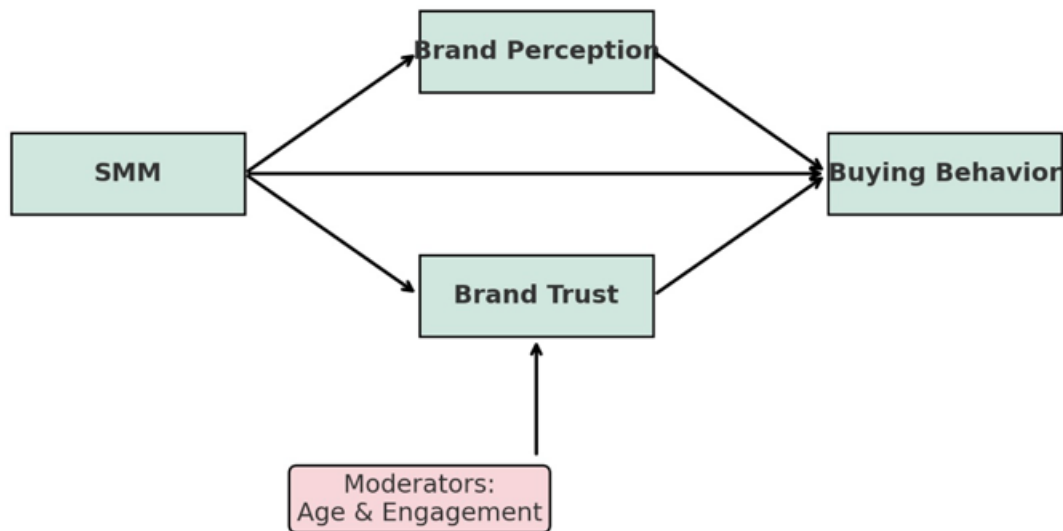 Brand Perception
SMM
Buying Behavior
Brand Trust
Moderators:
Age & Engagement